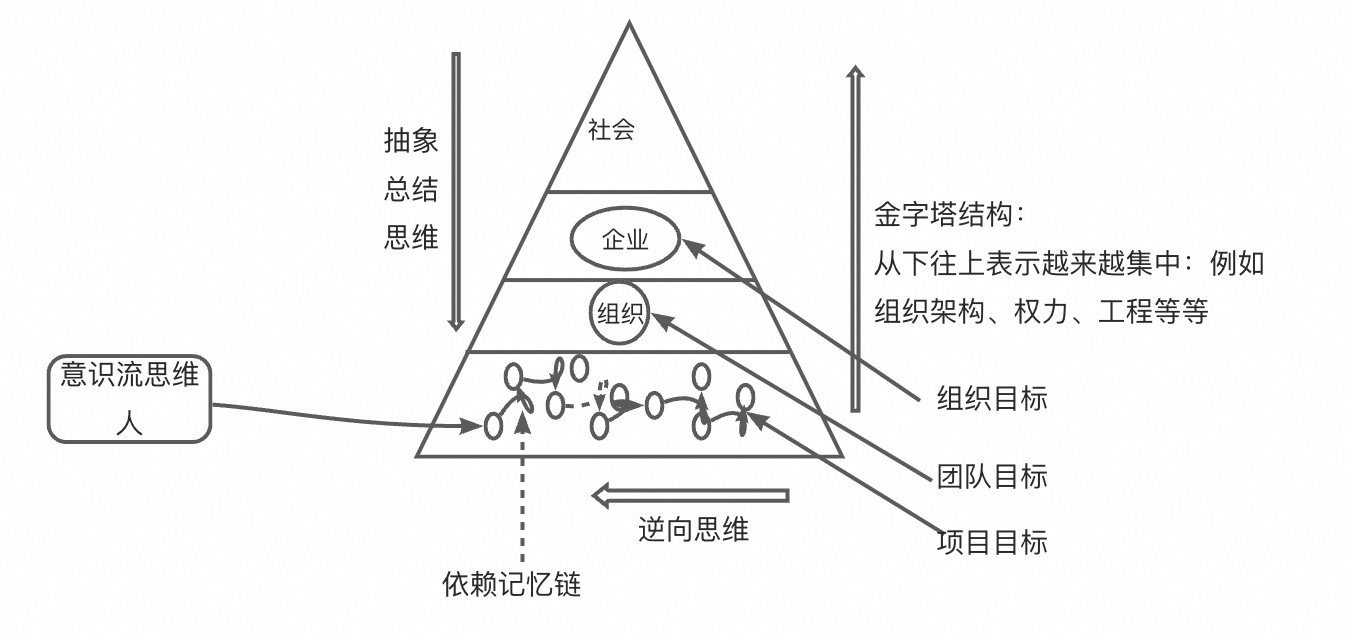 社会
抽象
总结
思维
企业
组织
金字塔结构：
从下往上表示越来越集中：例如
组织架构、权力、工程等等
意识流思维
人
组织目标
团队目标
项目目标
逆向思维
依赖记忆链